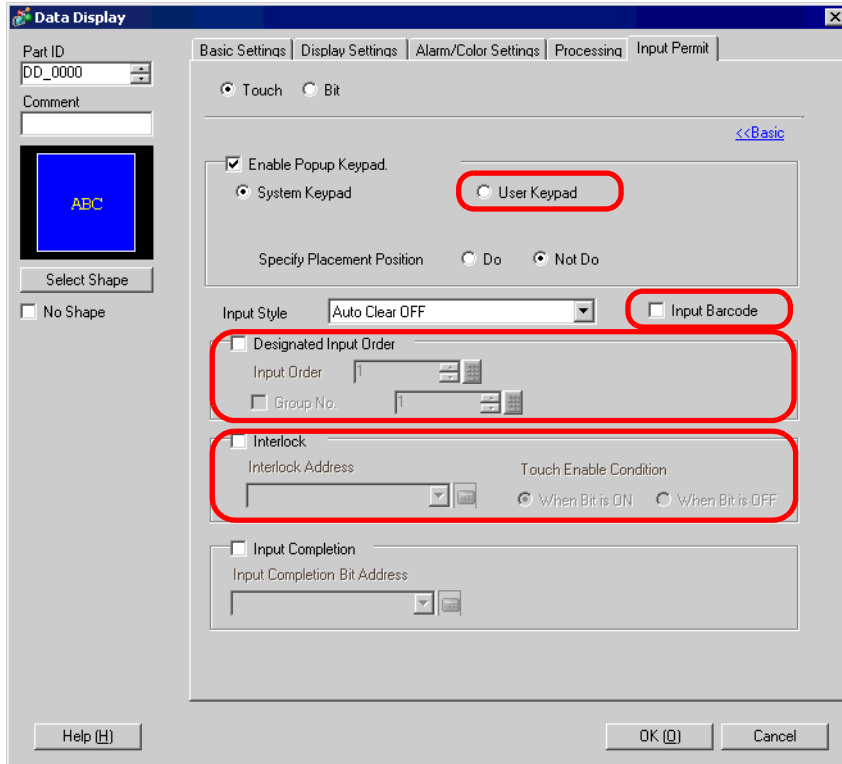 Data Display
Part ID
DD_0000
Comment
ABC
Select Shape
No Shape
Basic Settings Display Settings Alarm/Color Settings Processing Input Permit
Touch Bit
<<Basic
Enable Popup Keypad.
System Keypad User Keypad
Specify Placement Position Do Not Do
Input Style Auto Clear OFF Input Barcode
Designated Input Order
Input Order 1
Group No. 1
Interlock
Interlock Address Touch Enable Condition
When Bit is ON When Bit is OFF
Input Completion
Input Completion Bit Address
Help (H) OK (O) Cancel